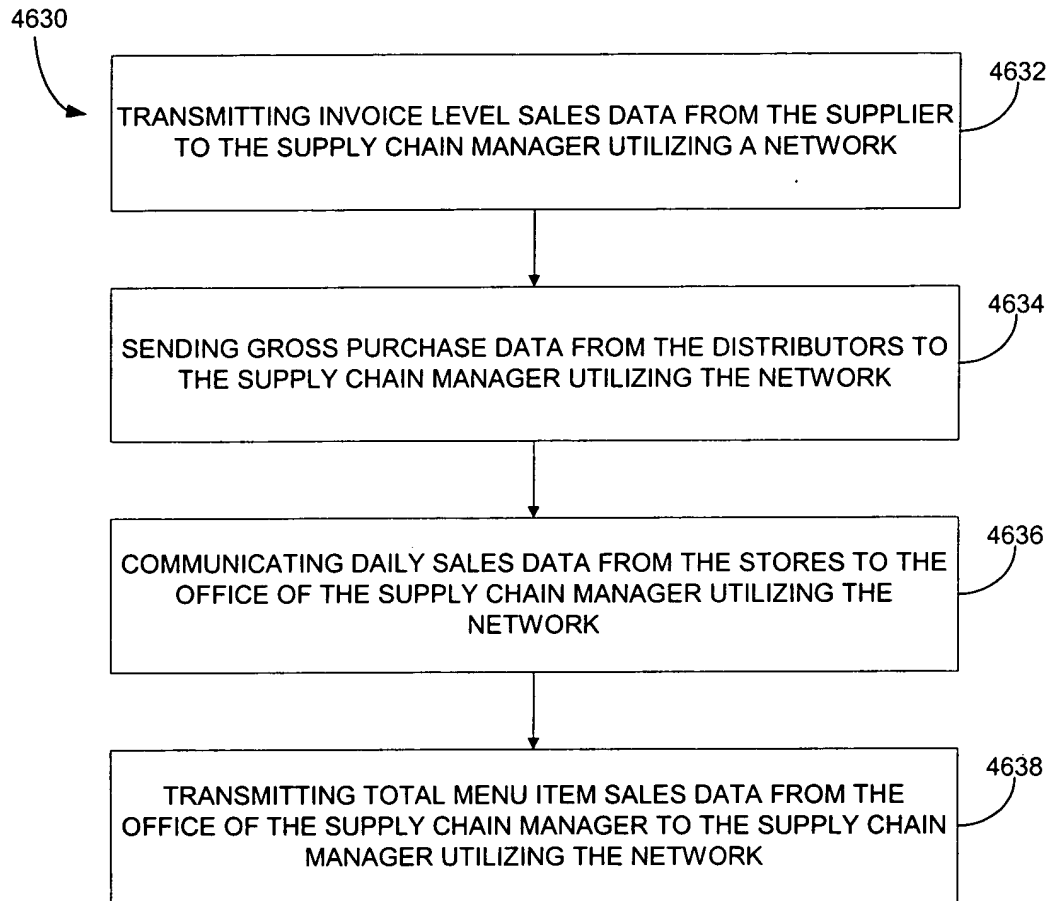 4630
4632
TRANSMITTING INVOICE LEVEL SALES DATA FROM THE SUPPLIER
TO THE SUPPLY CHAIN MANAGER UTILIZING A NETWORK
4634
SENDING GROSS PURCHASE DATA FROM THE DISTRIBUTORS TO
THE SUPPLY CHAIN MANAGER UTILIZING THE NETWORK
4636
COMMUNICATING DAILY SALES DATA FROM THE STORES TO THE
OFFICE OF THE SUPPLY CHAIN MANAGER UTILIZING THE
NETWORK
4638
TRANSMITTING TOTAL MENU ITEM SALES DATA FROM THE
OFFICE OF THE SUPPLY CHAIN MANAGER TO THE SUPPLY CHAIN
MANAGER UTILIZING THE NETWORK